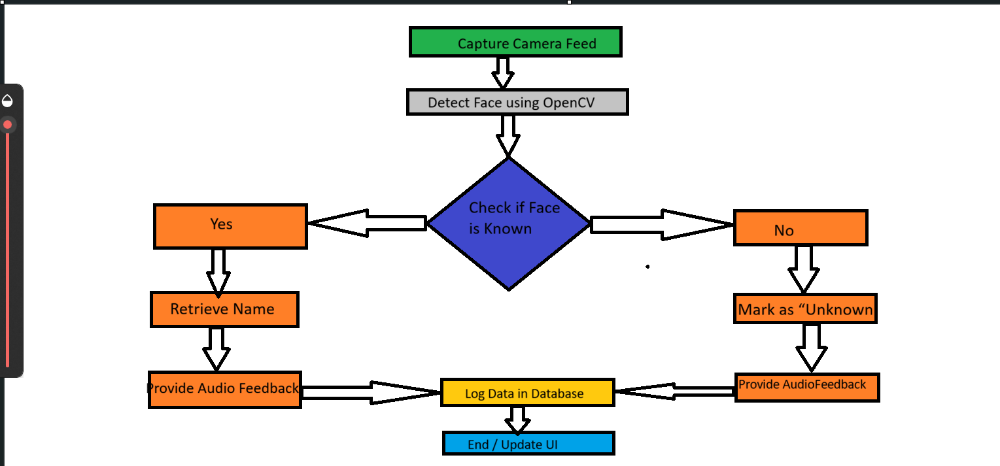 Capture Camera Feed
Detect Face using OpenCV
Check if Face
is Known
Yes
No
Retrieve Name
Mark as “Unknown
Provide Audio Feedback
Provide AudioFeedback
Log Data in Database
End / Update UI